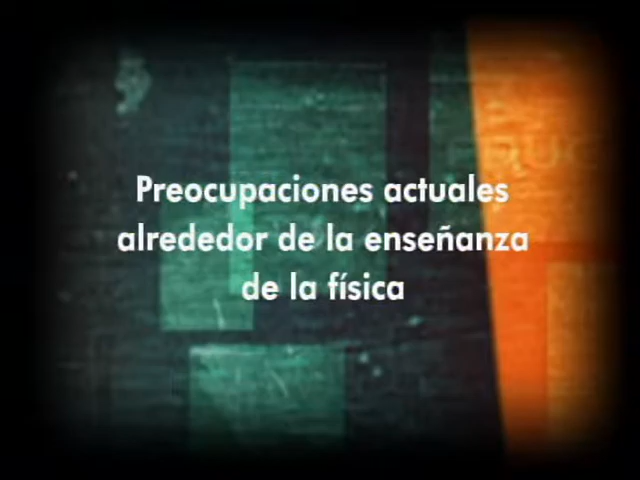 Preocupaciones actuales
alrededor de la enseñanza
de la física